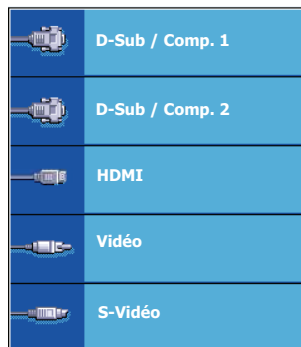 D-Sub / Comp. 1
D-Sub / Comp. 2
HDMI
Vidéo
S-Vidéo